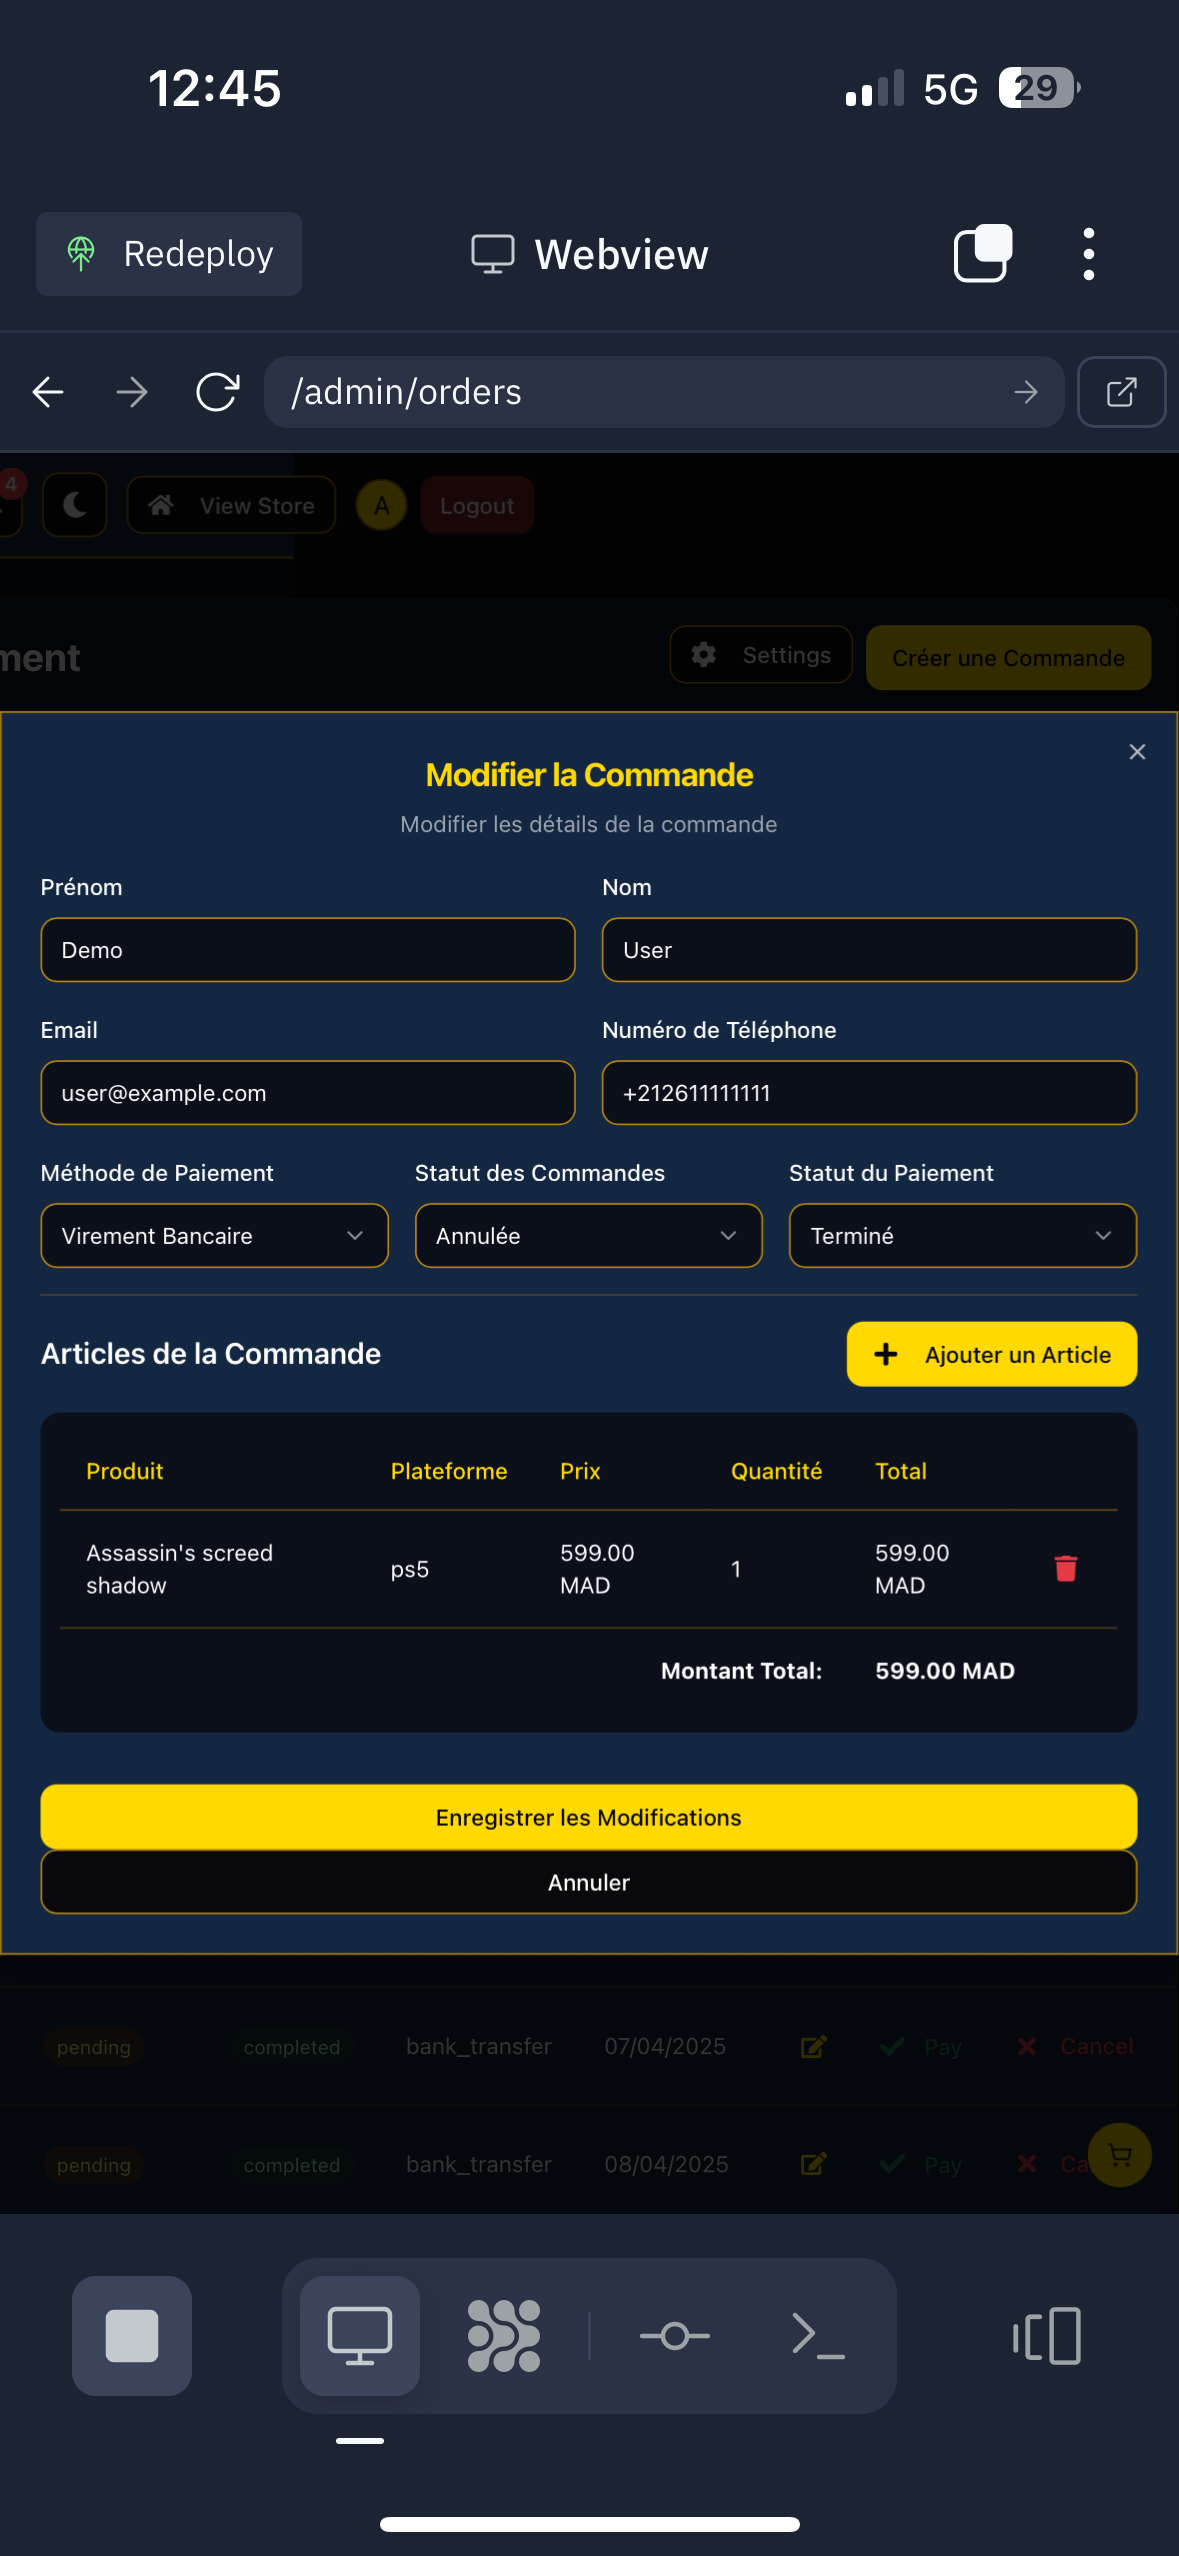 12:45
5G
29
Redeploy
Webview
/admin/orders
4
View Store
A
Logout
ment
Settings
Créer une Commande
Modifier la Commande
Modifier les détails de la commande
Prénom
Nom
Demo
User
Email
Numéro de Téléphone
user@example.com
+212611111111
Méthode de Paiement
Statut des Commandes
Statut du Paiement
Virement Bancaire
Annulée
Terminé
Articles de la Commande
Ajouter un Article
Produit
Plateforme
Prix
Quantité
Total
Assassin's screed
shadow
ps5
599.00
MAD
1
599.00
MAD
Montant Total:
599.00 MAD
Enregistrer les Modifications
Annuler
pending
completed
bank_transfer
07/04/2025
Pay
Cancel
pending
completed
bank_transfer
08/04/2025
Pay
Ca